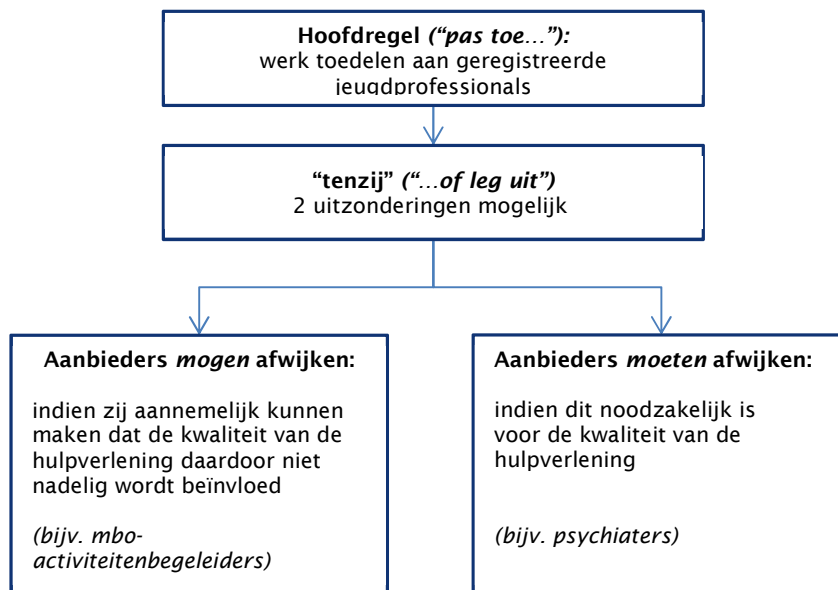 Hoofdregel (“pas toe…”):
werk toedelen aan geregistreerde
jeugdprofessionals
“tenzij” (“…of leg uit”)
2 uitzonderingen mogelijk
Aanbieders mogen afwijken:
indien zij aannemelijk kunnen
maken dat de kwaliteit van de
hulpverlening daardoor niet
nadelig wordt beïnvloed
(bijv. mbo-
activiteitenbegeleiders)
Aanbieders moeten afwijken:
indien dit noodzakelijk is
voor de kwaliteit van de
hulpverlening
(bijv. psychiaters)